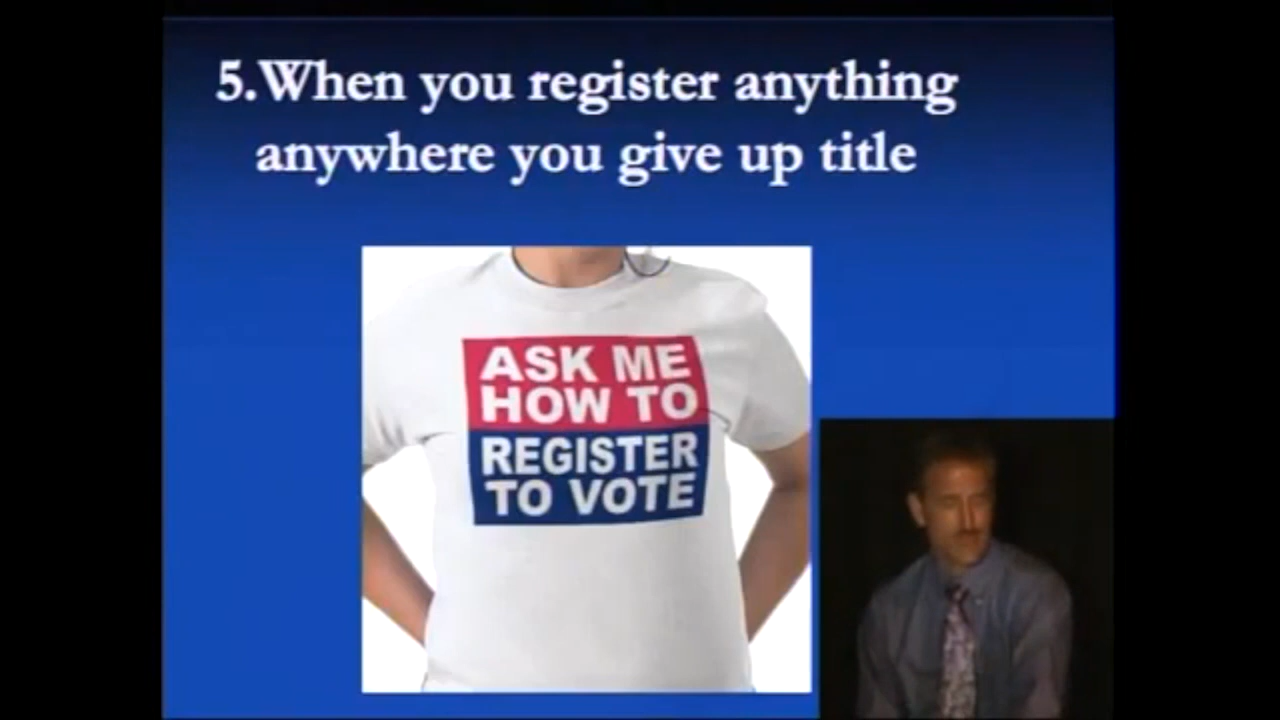 5.When you register anything
anywhere you give up title
ASK ME
HOW TO
REGISTER
TO VOTE